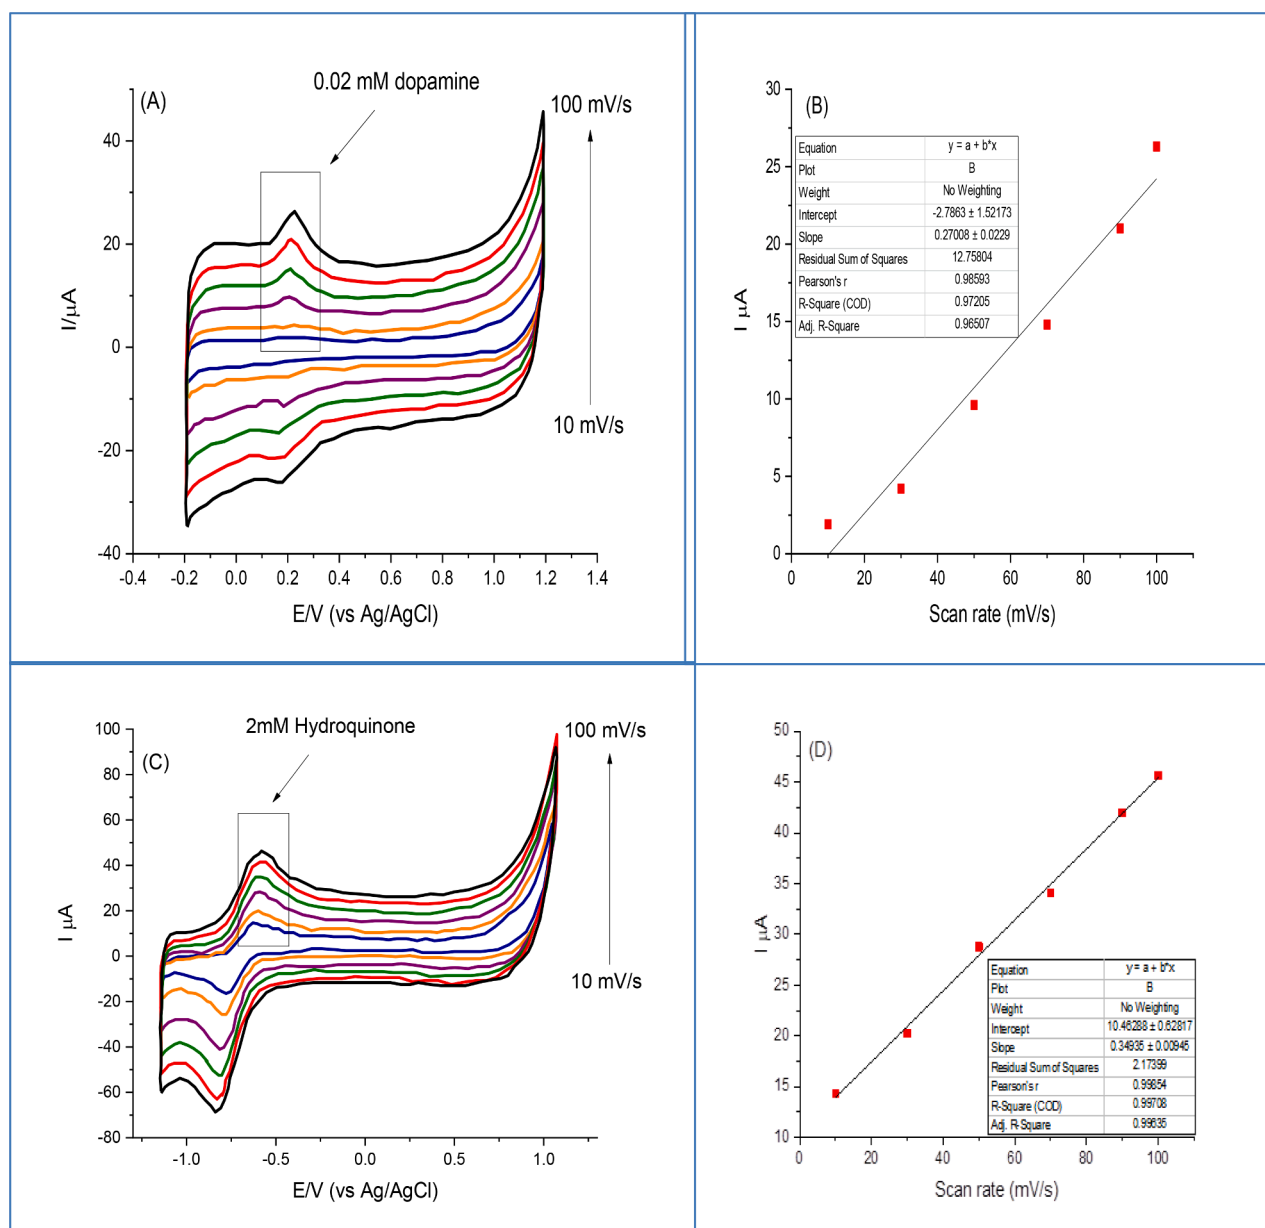 (A)
0.02 mM dopamine
100 mV/s
10 mV/s
40
20
0
-20
-40
I/μA
-0.4 -0.2 0.0 0.2 0.4 0.6 0.8 1.0 1.2 1.4
E/V (vs Ag/AgCl)
(B)
30
25
20
15
10
5
0
I μA
Equation y = a + b*x
Plot B
Weight No Weighting
Intercept -2.7863 ± 1.52173
Slope 0.27008 ± 0.0229
Residual Sum of Squares 12.75804
Pearson's r 0.98593
R-Square (COD) 0.97205
Adj. R-Square 0.96507
0 20 40 60 80 100
Scan rate (mV/s)
(C)
2mM Hydroquinone
100 mV/s
10 mV/s
100
80
60
40
20
0
-20
-40
-60
-80
I μA
-1.0 -0.5 0.0 0.5 1.0
E/V (vs Ag/AgCl)
(D)
50
45
40
35
30
25
20
15
10
I μA
Equation y = a + b*x
Plot B
Weight No Weighting
Intercept 10.46288 ± 0.62817
Slope 0.34935 ± 0.00945
Residual Sum of Squares 2.17399
Pearson's r 0.99854
R-Square (COD) 0.99708
Adj. R-Square 0.99635
0 20 40 60 80 100
Scan rate (mV/s)